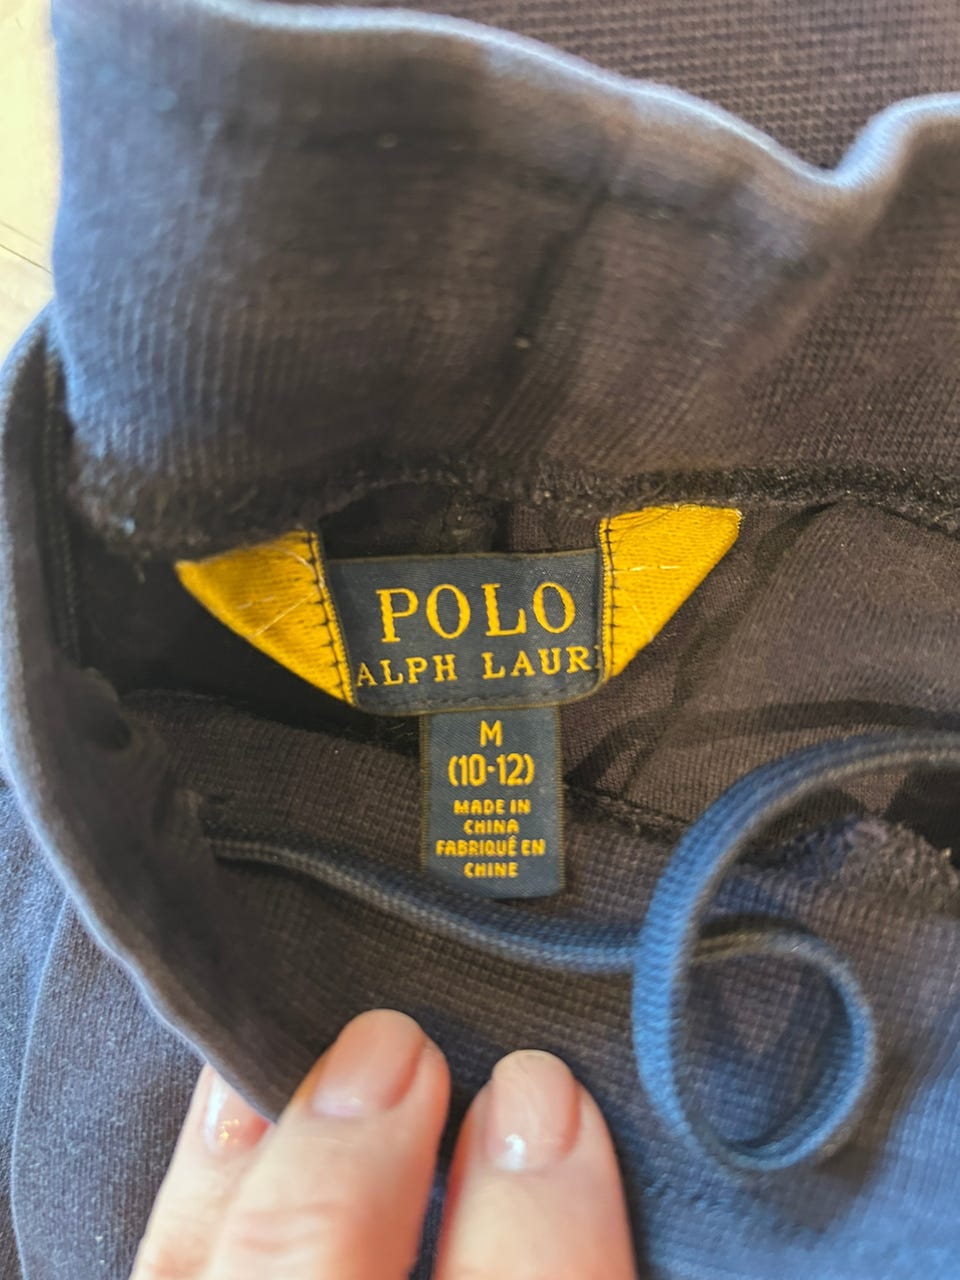 POLO
ALPH LAUR
M
(10-12)
MADE IN
CHINA
FABRIQUÉ EN
CHINE